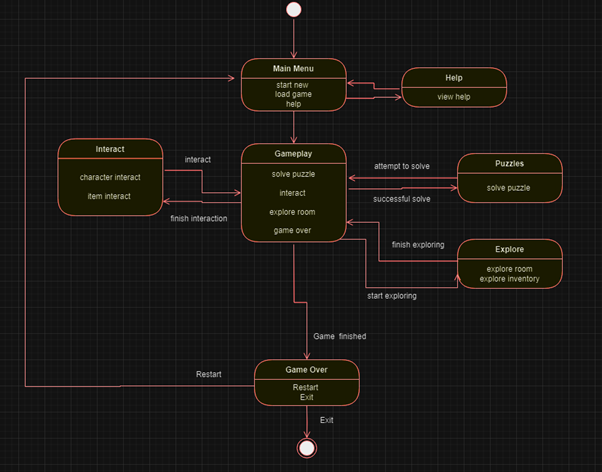 Main Menu
start new
load game
help
Help
view help
Interact
character interact
item interact
interact
finish interaction
Gameplay
solve puzzle
interact
explore room
game over
attempt to solve
successful solve
Puzzles
solve puzzle
finish exploring
start exploring
Explore
explore room
explore inventory
Game finished
Restart
Game Over
Restart
Exit
Exit